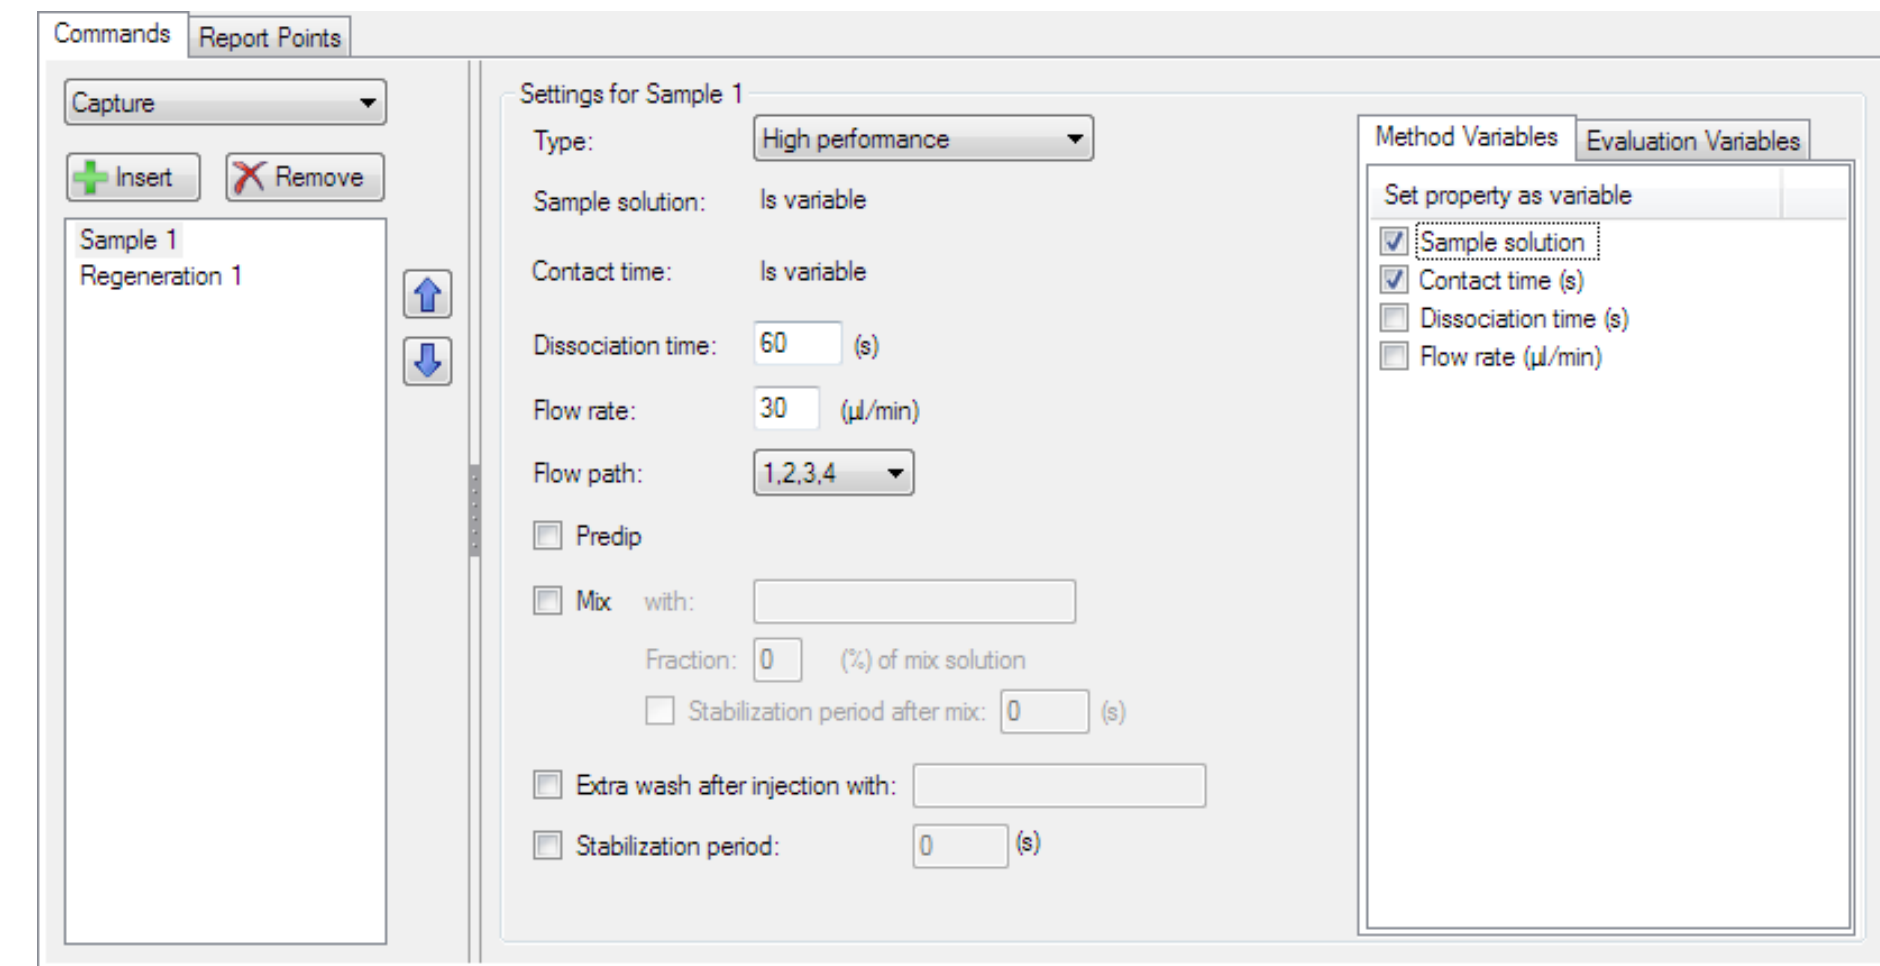 Commands Report Points
Capture
Insert Remove
Sample 1
Regeneration 1
Settings for Sample 1
Type: High performance
Sample solution: Is variable
Contact time: Is variable
Dissociation time: 60 (s)
Flow rate: 30 (µl/min)
Flow path: 1,2,3,4
Predip
Mix with:
Fraction: 0 (%) of mix solution
Stabilization period after mix: 0 (s)
Extra wash after injection with:
Stabilization period: 0 (s)
Method Variables Evaluation Variables
Set property as variable
Sample solution
Contact time (s)
Dissociation time (s)
Flow rate (µl/min)